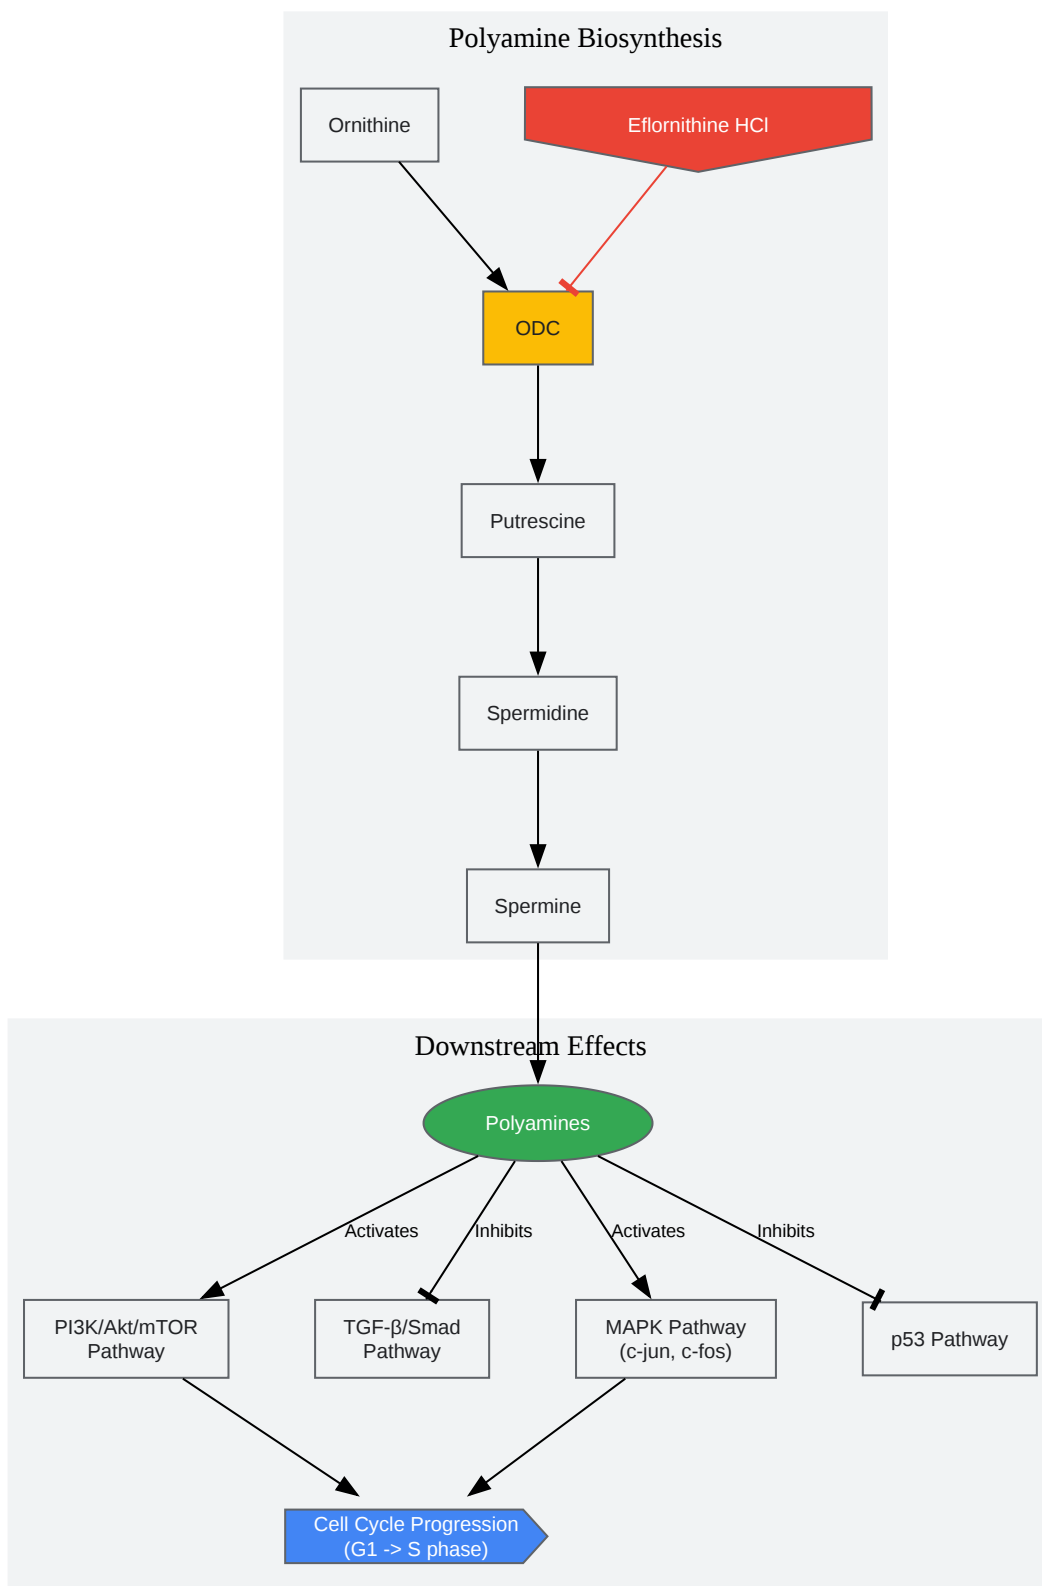 Polyamine Biosynthesis
Ornithine
Eflornithine HCl
ODC
Putrescine
Spermidine
Spermine
Downstream Effects
Polyamines
Activates
Inhibits
Activates
Inhibits
PI3K/Akt/mTOR
Pathway
TGF-β/Smad
Pathway
MAPK Pathway
(c-jun, c-fos)
p53 Pathway
Cell Cycle Progression
(G1 -> S phase)